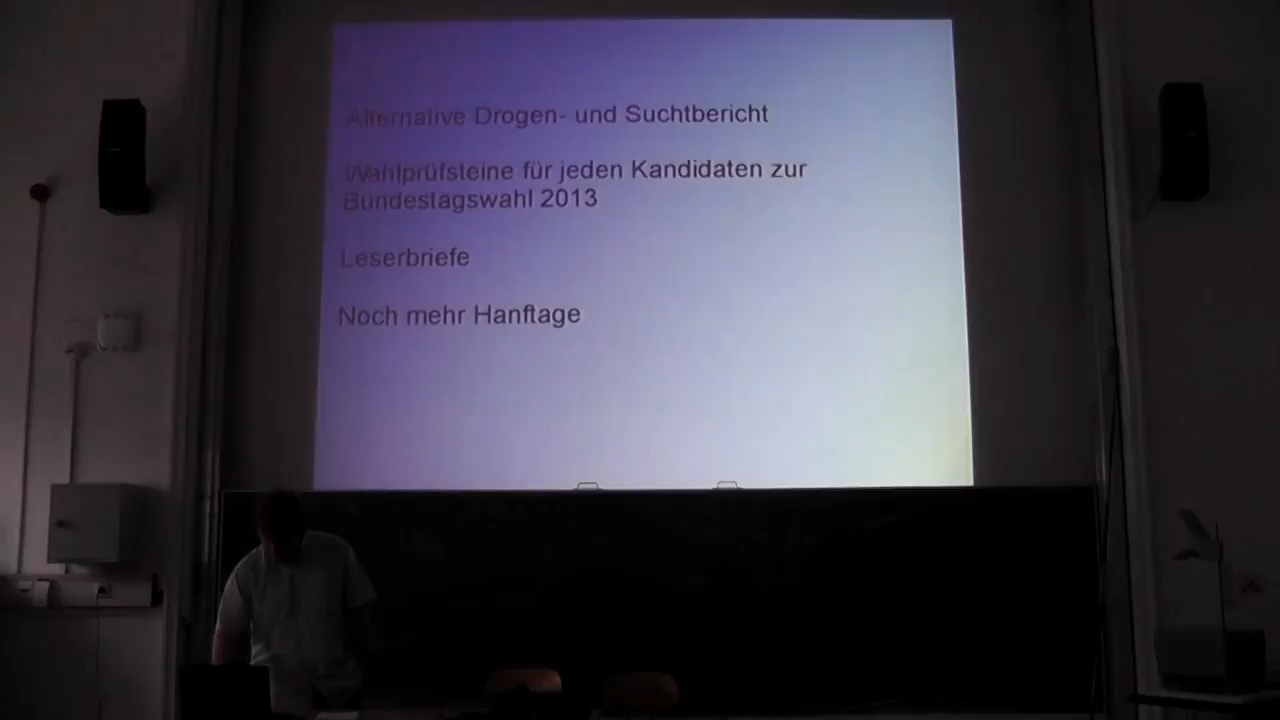 Alternative Drogen- und Suchtbericht
Wahlprüfsteine für jeden Kandidaten zur
Bundestagswahl 2013
Leserbriefe
Noch mehr Hanftage